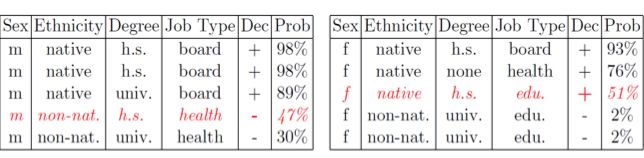 Sex Ethnicity Degree Job Type Dec Prob
m native h.s. board + 98%
m native h.s. board + 98%
m native univ. board + 89%
m non-nat. h.s. health - 47%
m non-nat. univ. health - 30%
Sex Ethnicity Degree Job Type Dec Prob
f native h.s. board + 93%
f native none health + 76%
f native h.s. edu. + 51%
f non-nat. univ. edu. - 2%
f non-nat. univ. edu. - 2%